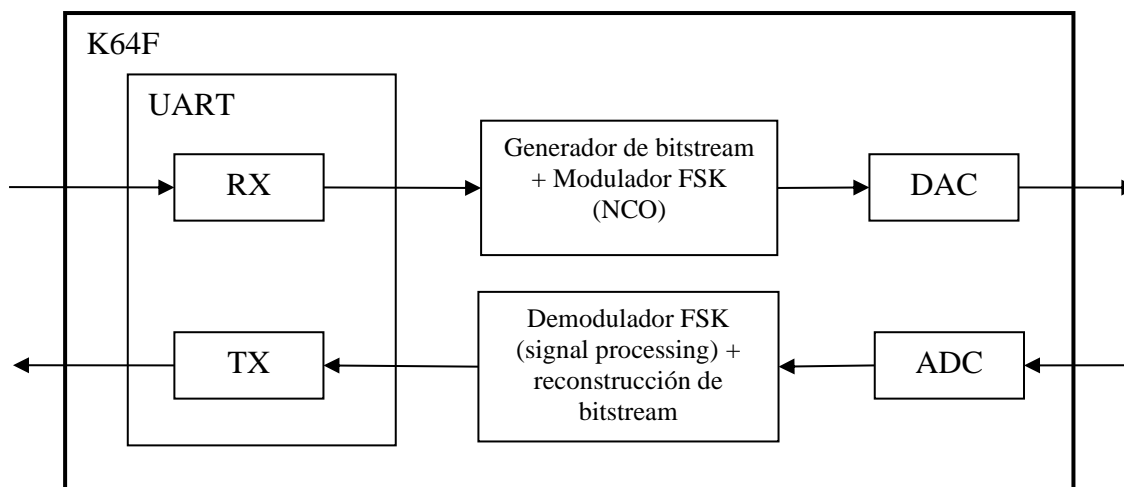 K64F
UART
RX
Generador de bitstream
+ Modulador FSK
(NCO)
DAC
TX
Demodulador FSK
(signal processing) +
reconstrucción de
bitstream
ADC